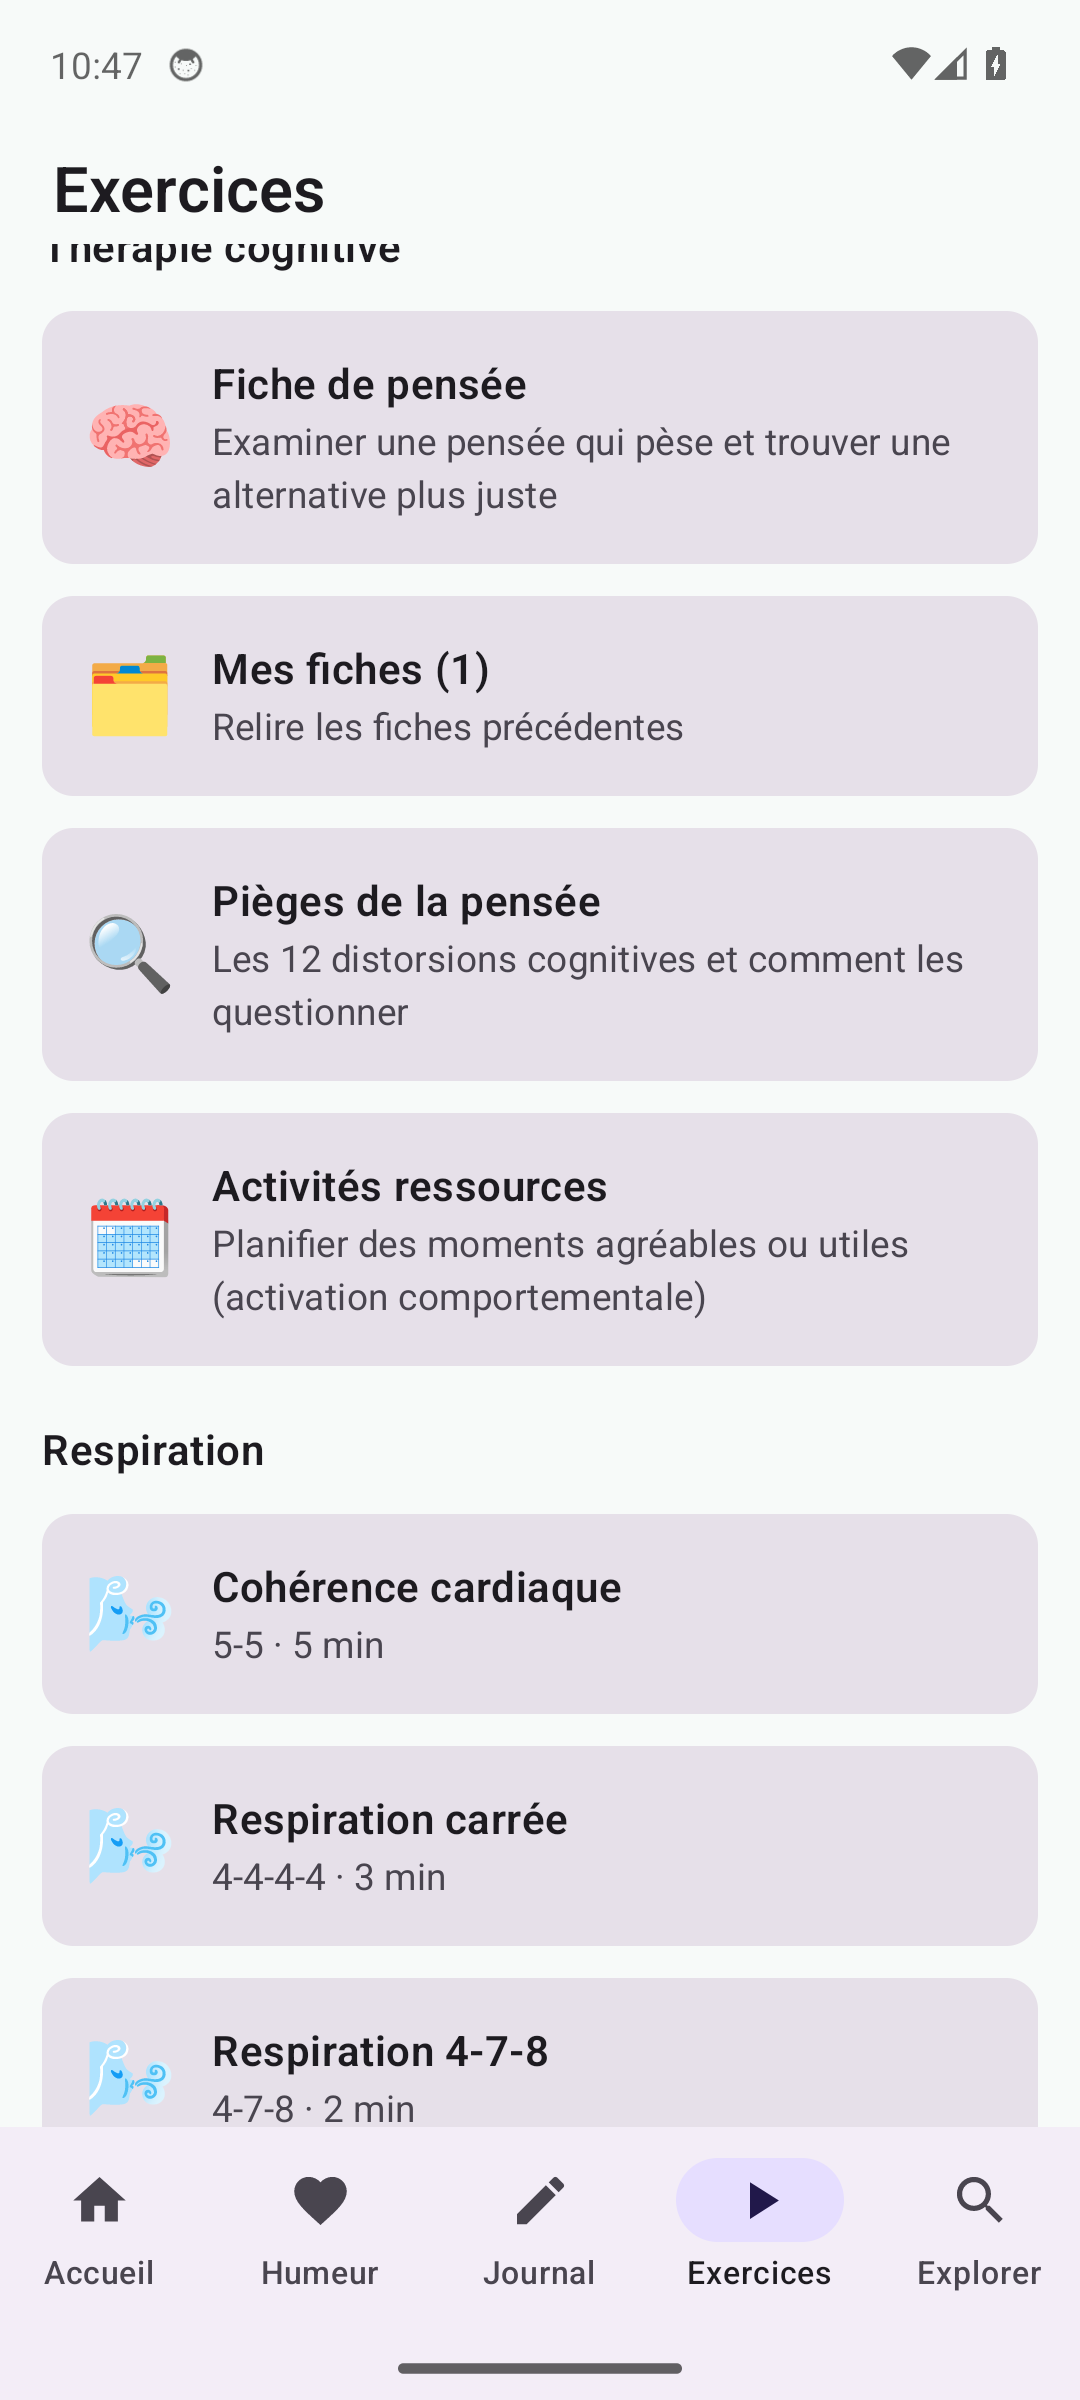 10:47
Exercices
Thérapie cognitive
Fiche de pensée
Examiner une pensée qui pèse et trouver une
alternative plus juste
Mes fiches (1)
Relire les fiches précédentes
Pièges de la pensée
Les 12 distorsions cognitives et comment les
questionner
Activités ressources
Planifier des moments agréables ou utiles
(activation comportementale)
Respiration
Cohérence cardiaque
5-5 · 5 min
Respiration carrée
4-4-4-4 · 3 min
Respiration 4-7-8
4-7-8 · 2 min
Accueil
Humeur
Journal
Exercices
Explorer